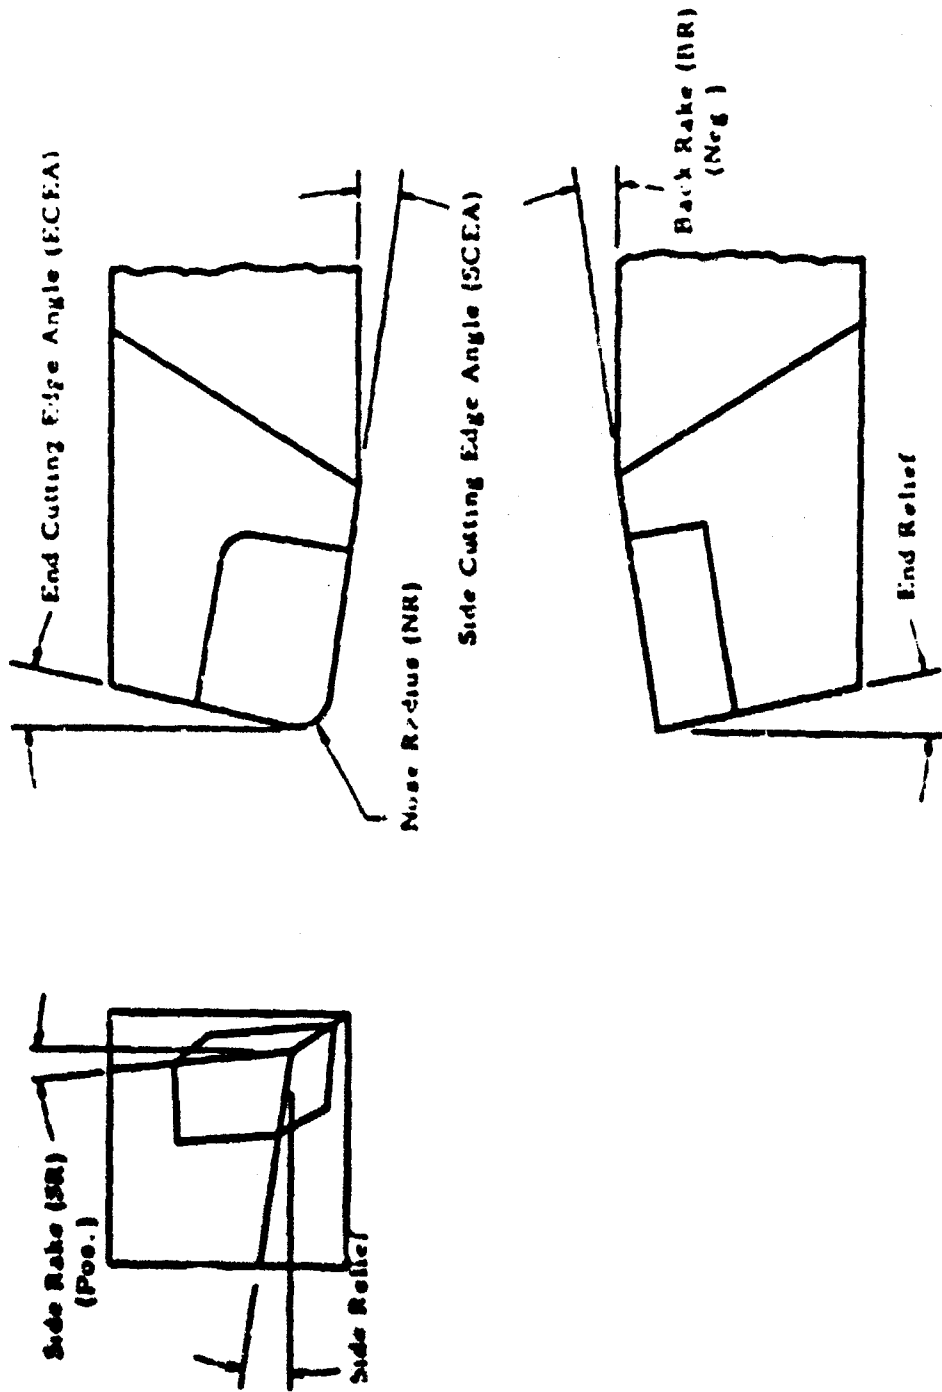 End Cutting Edge Angle (ECEA)
Nose Radius (NR)
Side Cutting Edge Angle (SCEA)
Back Rake (BR)
(Neg )
End Relief
Side Rake (SR)
(Pos.)
Side Relief